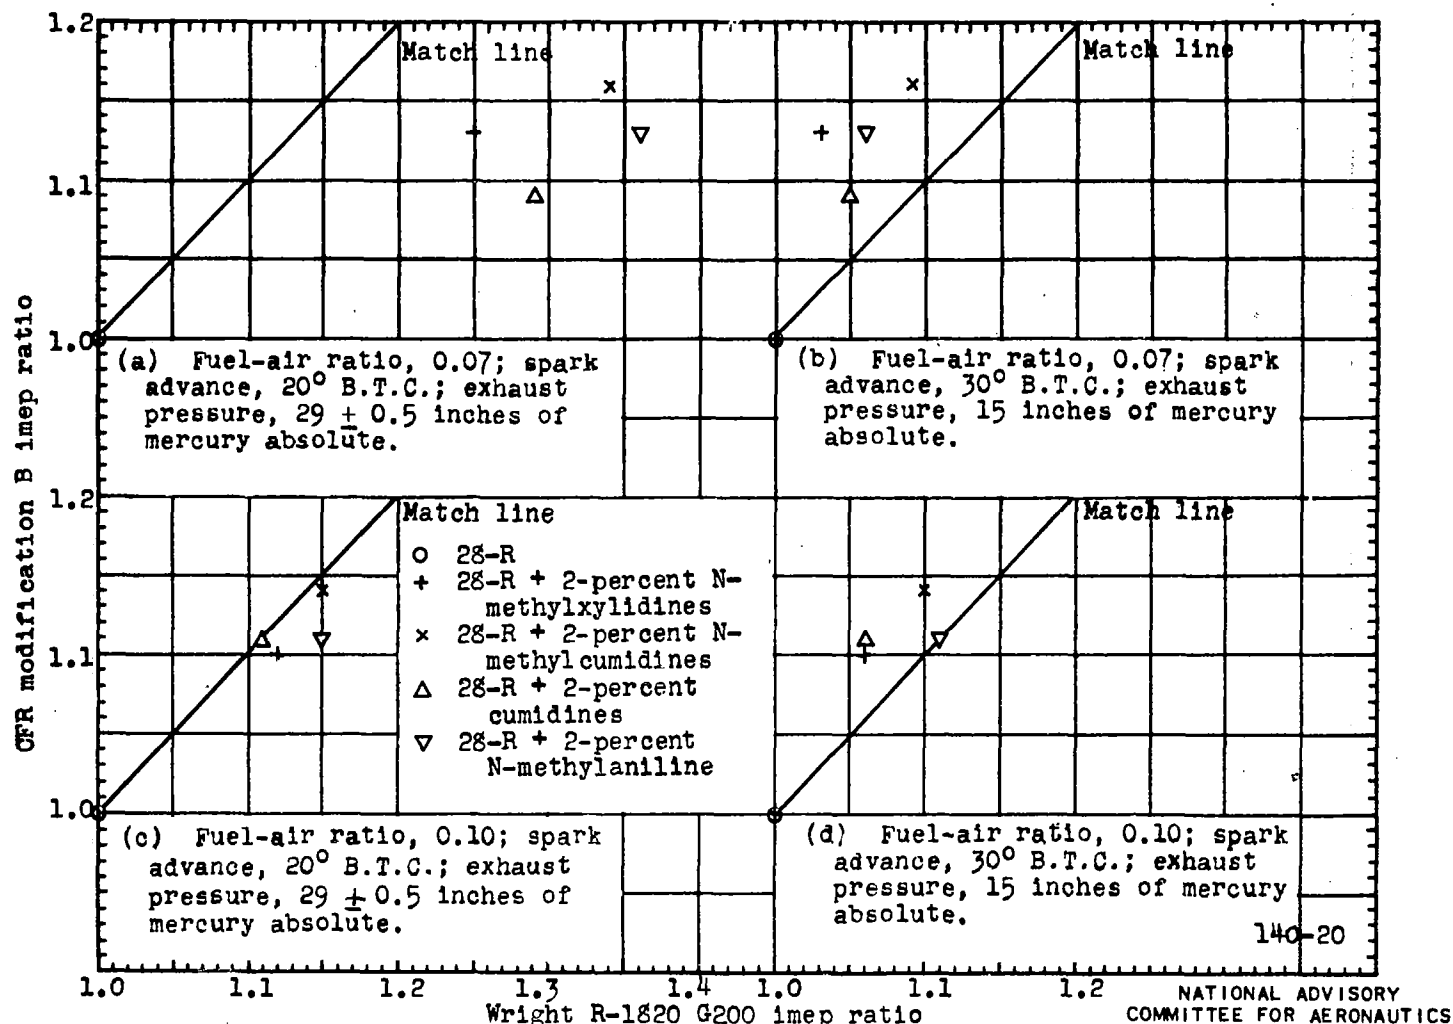 1.2
Match line
Match line
1.1
1.0
(a) Fuel-air ratio, 0.07; spark
advance, 20° B.T.C.; exhaust
pressure, 29 ± 0.5 inches of
mercury absolute.
(b) Fuel-air ratio, 0.07; spark
advance, 30° B.T.C.; exhaust
pressure, 15 inches of mercury
absolute.
CFR modification B imep ratio
1.2
Match line
Match line
28-R
28-R + 2-percent N-
methylxylidines
28-R + 2-percent N-
methylcumidines
28-R + 2-percent
cumidines
28-R + 2-percent
N-methylaniline
1.1
1.0
(c) Fuel-air ratio, 0.10; spark
advance, 20° B.T.C.; exhaust
pressure, 29 ± 0.5 inches of
mercury absolute.
(d) Fuel-air ratio, 0.10; spark
advance, 30° B.T.C.; exhaust
pressure, 15 inches of mercury
absolute.
140-20
1.0 1.1 1.2 1.3 1.4 1.0 1.1 1.2
Wright R-1820 G200 imep ratio
NATIONAL ADVISORY
COMMITTEE FOR AERONAUTICS